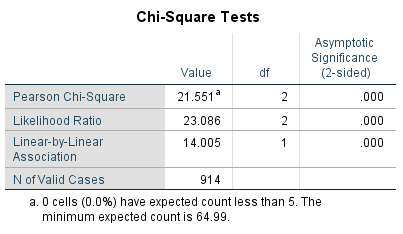 Chi-Square Tests
Value df Asymptotic Significance (2-sided)
Pearson Chi-Square 21.551a 2 .000
Likelihood Ratio 23.086 2 .000
Linear-by-Linear Association 14.005 1 .000
N of Valid Cases 914
a. 0 cells (0.0%) have expected count less than 5. The
minimum expected count is 64.99.